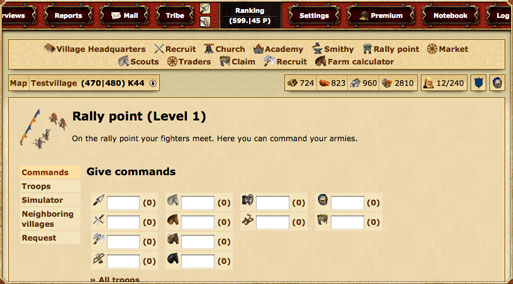 rviews Reports Mail Tribe Ranking (599.|45 P) Settings Premium Notebook Log
Village Headquarters Recruit Church Academy Smithy Rally point Market
Scouts Traders Claim Recruit Farm calculator
Map Testvillage (470|480) K44 724 823 960 2810 12/240
Rally point (Level 1)
On the rally point your fighters meet. Here you can command your armies.
Commands
Troops
Simulator
Neighboring
villages
Request
Give commands
(0) (0) (0) (0)
(0) (0) (0) (0)
(0) (0)
(0) (0)
» All troops